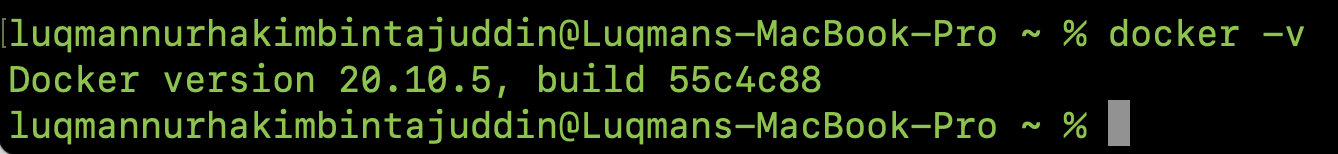 [luqmannurhakimbintajuddin@Luqmans-MacBook-Pro ~ % docker -v
Docker version 20.10.5, build 55c4c88
luqmannurhakimbintajuddin@Luqmans-MacBook-Pro ~ %